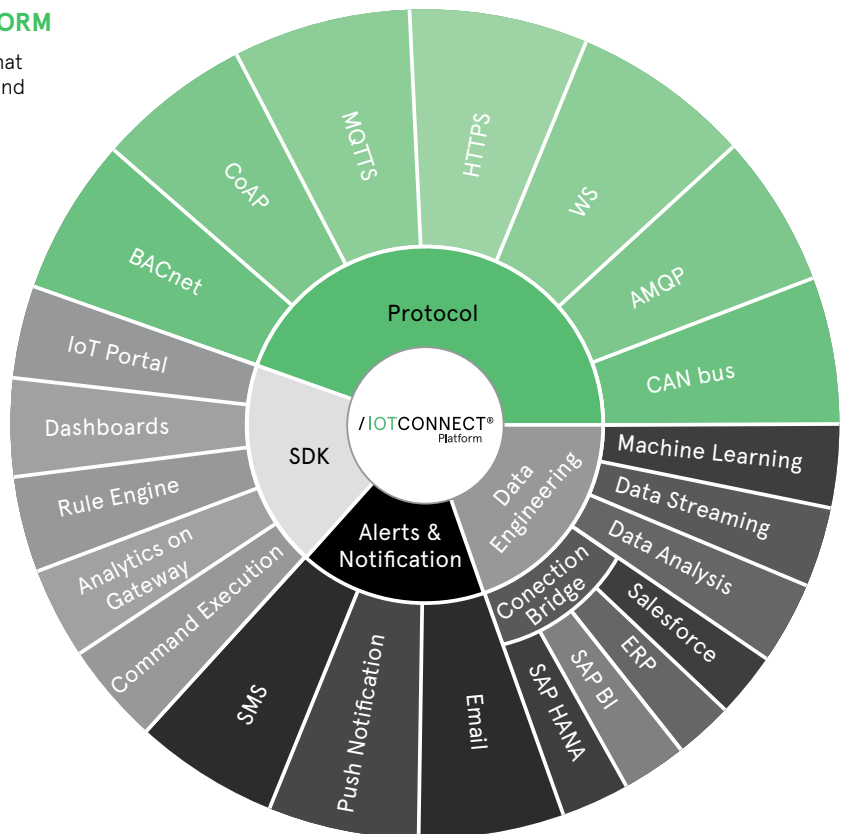 ORM
hat
nd
BACnet
CoAP
MQTTS
HTTPS
WS
AMQP
CAN bus
Protocol
/IOTCONNECT®
Platform
SDK
IoT Portal
Dashboards
Rule Engine
Analytics on
Gateway
Command Execution
Alerts &
Notification
SMS
Push Notification
Email
Data
Engineering
Machine Learning
Data Streaming
Data Analysis
Conection
Bridge
Salesforce
ERP
SAP BI
SAP HANA